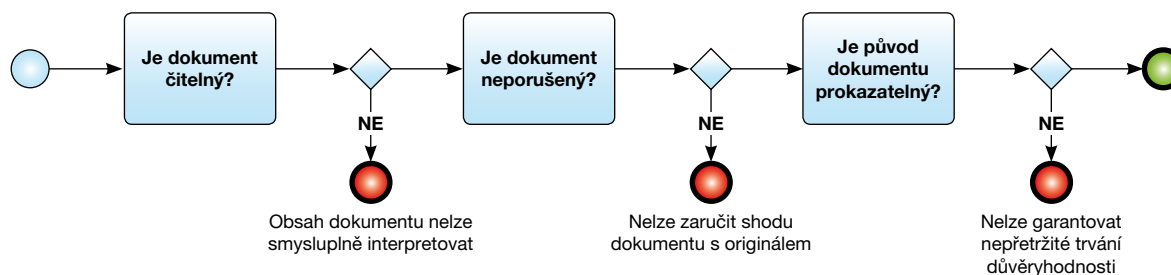 Je dokument
čitelný?
Je dokument
neporušený?
Je původ
dokumentu
prokazatelný?
NE
NE
NE
Obsah dokumentu nelze
smysluplně interpretovat
Nelze zaručit shodu
dokumentu s originálem
Nelze garantovat
nepřetržité trvání
důvěryhodnosti